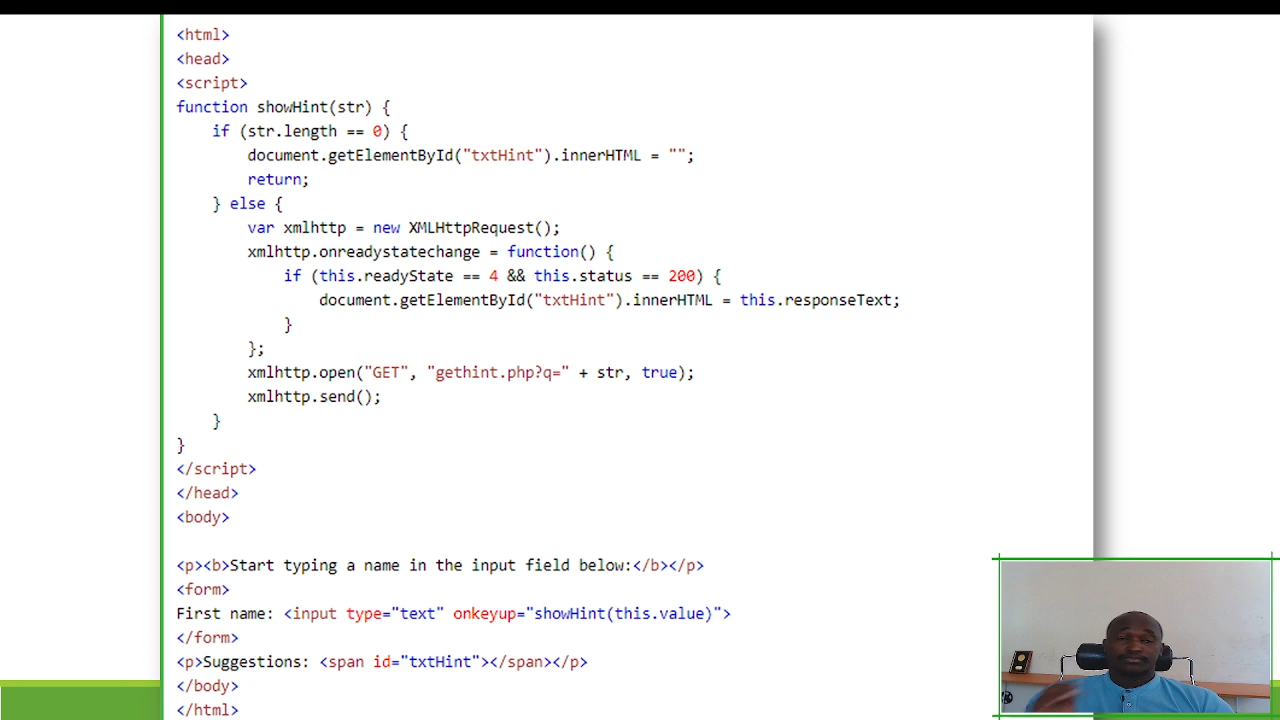 <html>
<head>
<script>
function showHint(str) {
    if (str.length == 0) {
        document.getElementById("txtHint").innerHTML = "";
        return;
    } else {
        var xmlhttp = new XMLHttpRequest();
        xmlhttp.onreadystatechange = function() {
            if (this.readyState == 4 && this.status == 200) {
                document.getElementById("txtHint").innerHTML = this.responseText;
            }
        };
        xmlhttp.open("GET", "gethint.php?q=" + str, true);
        xmlhttp.send();
    }
}
</script>
</head>
<body>
<p><b>Start typing a name in the input field below:</b></p>
<form>
First name: <input type="text" onkeyup="showHint(this.value)">
</form>
<p>Suggestions: <span id="txtHint"></span></p>
</body>
</html>